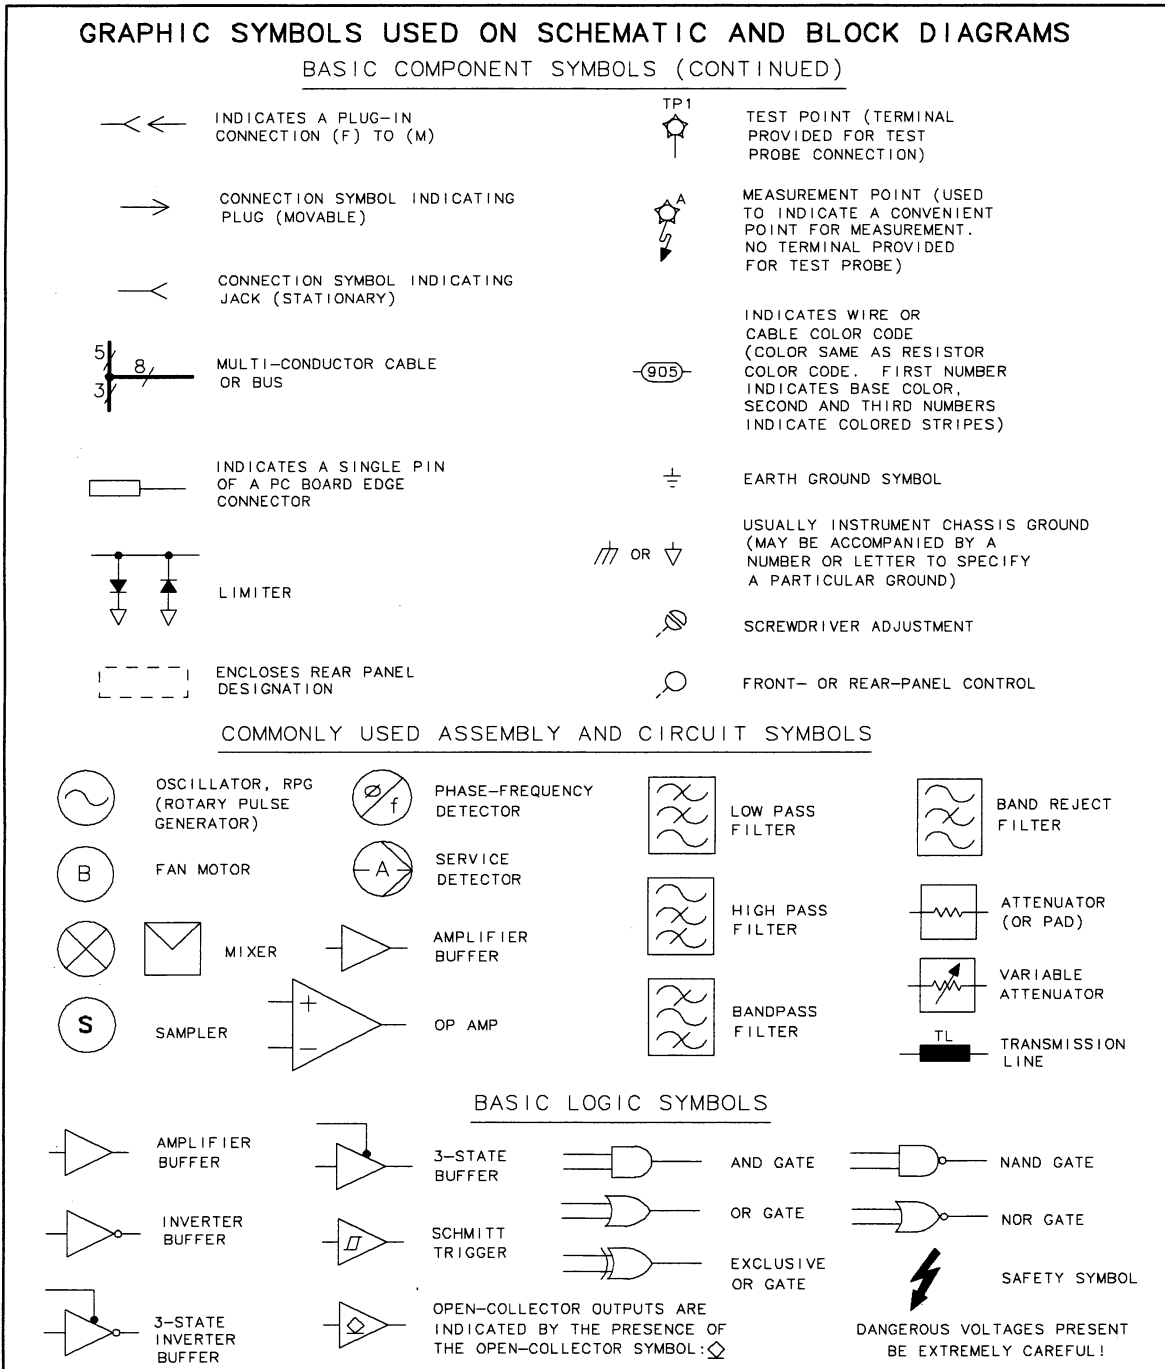 GRAPHIC SYMBOLS USED ON SCHEMATIC AND BLOCK DIAGRAMS
BASIC COMPONENT SYMBOLS (CONTINUED)
INDICATES A PLUG-IN
CONNECTION (F) TO (M)
CONNECTION SYMBOL INDICATING
PLUG (MOVABLE)
CONNECTION SYMBOL INDICATING
JACK (STATIONARY)
5
8
3
MULTI-CONDUCTOR CABLE
OR BUS
INDICATES A SINGLE PIN
OF A PC BOARD EDGE
CONNECTOR
LIMITER
ENCLOSES REAR PANEL
DESIGNATION
TP1
TEST POINT (TERMINAL
PROVIDED FOR TEST
PROBE CONNECTION)
A
MEASUREMENT POINT (USED
TO INDICATE A CONVENIENT
POINT FOR MEASUREMENT.
NO TERMINAL PROVIDED
FOR TEST PROBE)
905
INDICATES WIRE OR
CABLE COLOR CODE
(COLOR SAME AS RESISTOR
COLOR CODE. FIRST NUMBER
INDICATES BASE COLOR,
SECOND AND THIRD NUMBERS
INDICATE COLORED STRIPES)
EARTH GROUND SYMBOL
OR
USUALLY INSTRUMENT CHASSIS GROUND
(MAY BE ACCOMPANIED BY A
NUMBER OR LETTER TO SPECIFY
A PARTICULAR GROUND)
SCREWDRIVER ADJUSTMENT
FRONT- OR REAR-PANEL CONTROL
COMMONLY USED ASSEMBLY AND CIRCUIT SYMBOLS
OSCILLATOR, RPG
(ROTARY PULSE
GENERATOR)
B
FAN MOTOR
MIXER
S
SAMPLER
Ø
f
PHASE-FREQUENCY
DETECTOR
A
SERVICE
DETECTOR
AMPLIFIER
BUFFER
+
−
OP AMP
LOW PASS
FILTER
HIGH PASS
FILTER
BANDPASS
FILTER
BAND REJECT
FILTER
ATTENUATOR
(OR PAD)
VARIABLE
ATTENUATOR
TL
TRANSMISSION
LINE
BASIC LOGIC SYMBOLS
AMPLIFIER
BUFFER
INVERTER
BUFFER
3-STATE
INVERTER
BUFFER
3-STATE
BUFFER
SCHMITT
TRIGGER
OPEN-COLLECTOR OUTPUTS ARE
INDICATED BY THE PRESENCE OF
THE OPEN-COLLECTOR SYMBOL:
AND GATE
OR GATE
EXCLUSIVE
OR GATE
NAND GATE
NOR GATE
SAFETY SYMBOL
DANGEROUS VOLTAGES PRESENT
BE EXTREMELY CAREFUL!